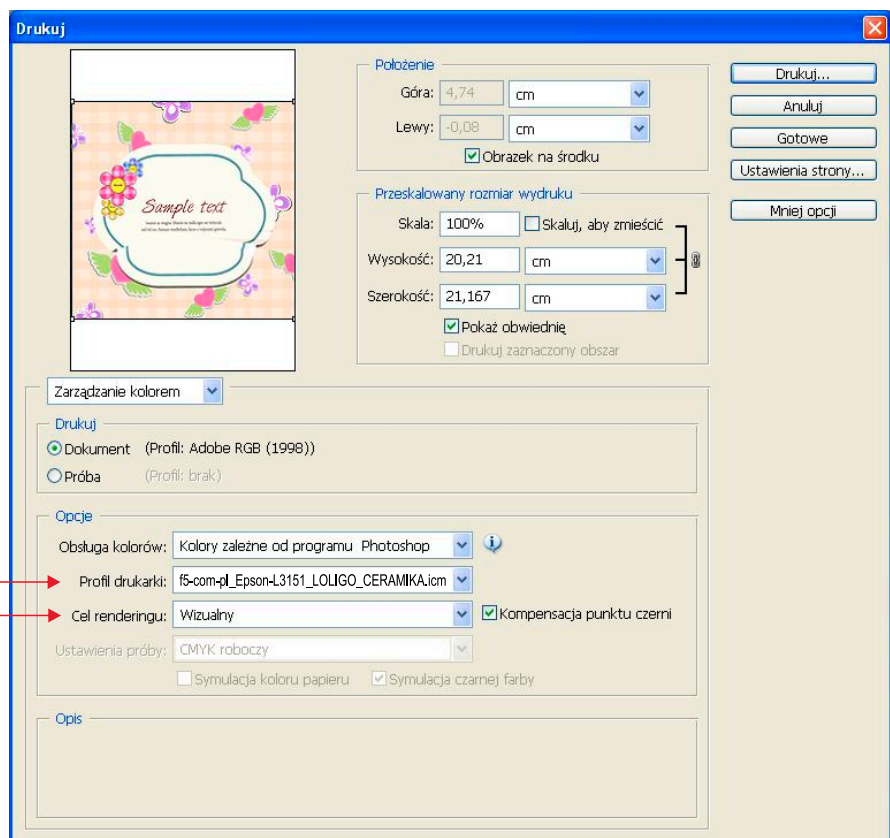 Drukuj
Sample text
Położenie
Góra: 4,74 cm
Lewy: -0,08 cm
Obrazek na środku
Przeskalowany rozmiar wydruku
Skala: 100% Skaluj, aby zmieścić
Wysokość: 20,21 cm
Szerokość: 21,167 cm
Pokaż obwiednię
Drukuj zaznaczony obszar
Drukuj...
Anuluj
Gotowe
Ustawienia strony...
Mniej opcji
Zarządzanie kolorem
Drukuj
Dokument (Profil: Adobe RGB (1998))
Próba (Profil: brak)
Opcje
Obsługa kolorów: Kolory zależne od programu Photoshop
Profil drukarki: f5-com-pl_Epson-L3151_LOLIGO_CERAMIKA.icm
Cel renderingu: Wizualny Kompensacja punktu czerni
Ustawienia próby: CMYK roboczy
Symulacja koloru papieru Symulacja czarnej farby
Opis